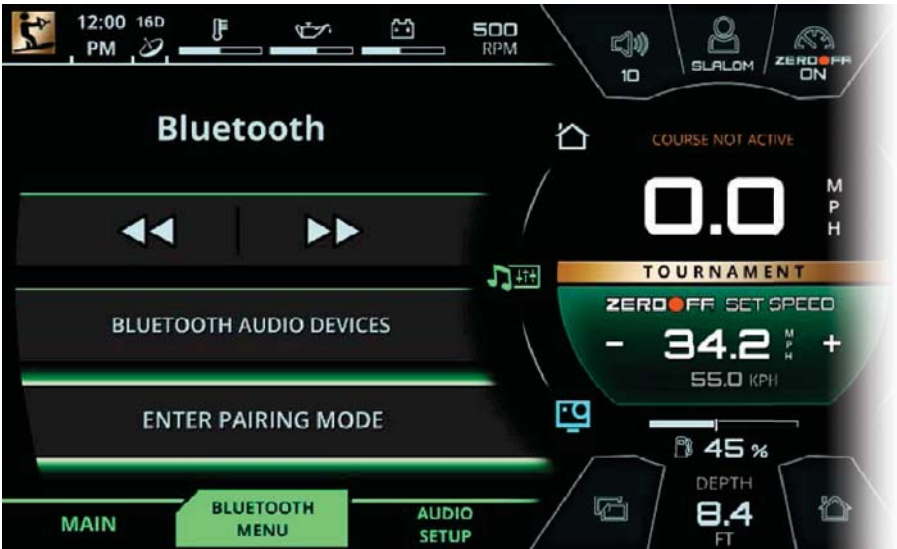 12:00 16D
PM
500
RPM
10
SLALOM
ZEROOFF
ON
Bluetooth
COURSE NOT ACTIVE
0.0 MPH
TOURNAMENT
ZEROOFF SET SPEED
- 34.2 MPH +
55.0 KPH
BLUETOOTH AUDIO DEVICES
ENTER PAIRING MODE
45 %
DEPTH
8.4
FT
MAIN
BLUETOOTH
MENU
AUDIO
SETUP